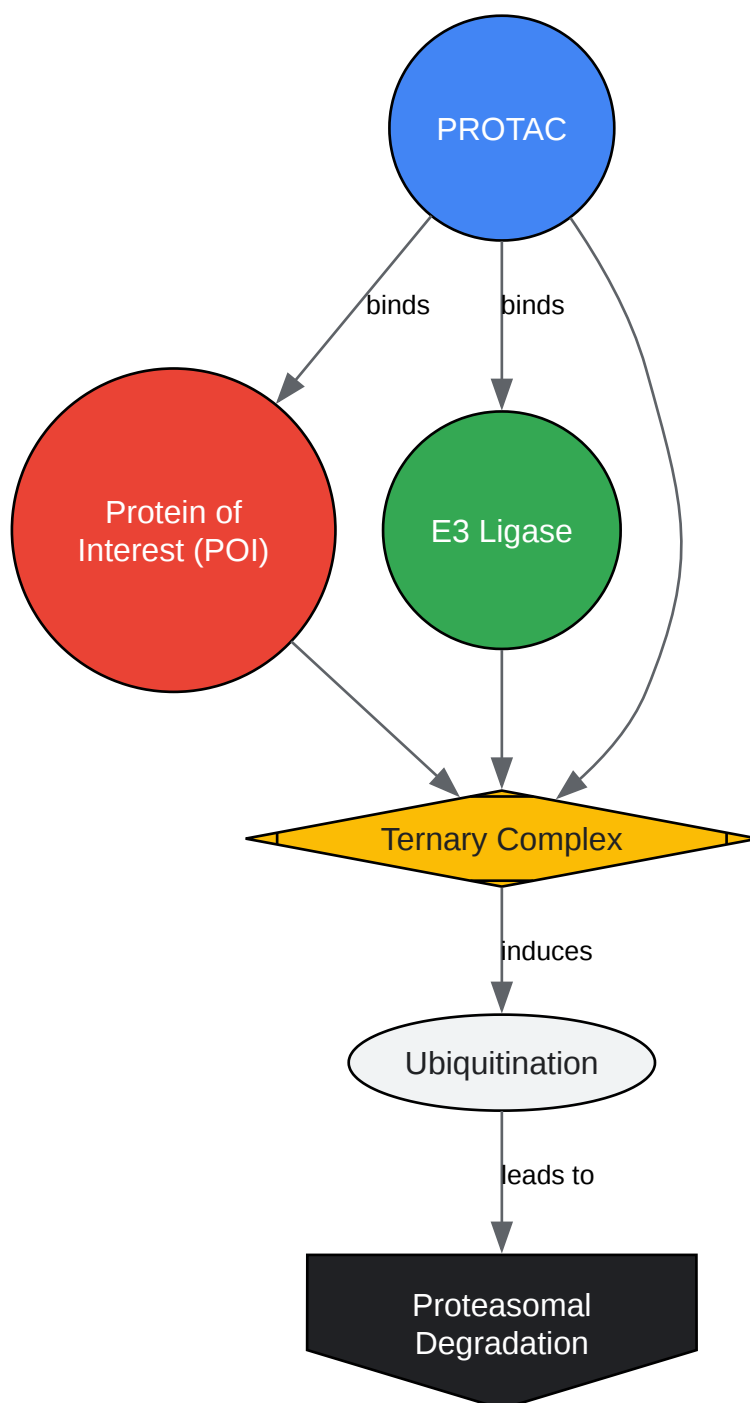 PROTAC
binds
binds
Protein of
Interest (POI)
E3 Ligase
Ternary Complex
induces
Ubiquitination
leads to
Proteasomal
Degradation